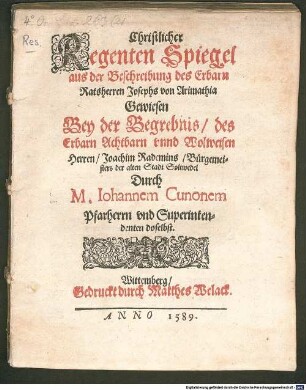 Res.
Christlicher
Regenten Spiegel
aus der Beschreibung des Erbarn
Ratsherren Josephs von Arimathia
Gewiesen
Bey der Begrebnis / des
Erbarn Achtbarn vnnd Wolweisen
Herren / Joachim Rademins / Bürgemei-
sters der alten Stadt Soltwedel
Durch
M. Iohannem Cunonem
Pfarherrn vnd Superinten-
denten doselbst.
Wittemberg /
Gedruckt durch Matthes Welack.
ANNO 1589.